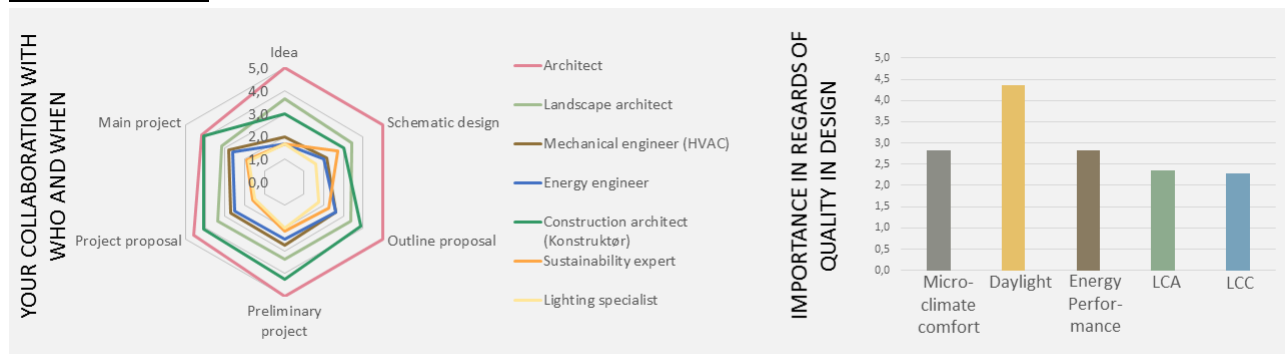 YOUR COLLABORATION WITH
WHO AND WHEN
Idea
5,0
4,0
3,0
2,0
1,0
0,0
Main project
Schematic design
Project proposal
Outline proposal
Preliminary
project
Architect
Landscape architect
Mechanical engineer (HVAC)
Energy engineer
Construction architect
(Konstruktør)
Sustainability expert
Lighting specialist
IMPORTANCE IN REGARDS OF
QUALITY IN DESIGN
5,0
4,5
4,0
3,5
3,0
2,5
2,0
1,5
1,0
0,5
0,0
Micro-
climate
comfort
Daylight
Energy
Perfor-
mance
LCA
LCC